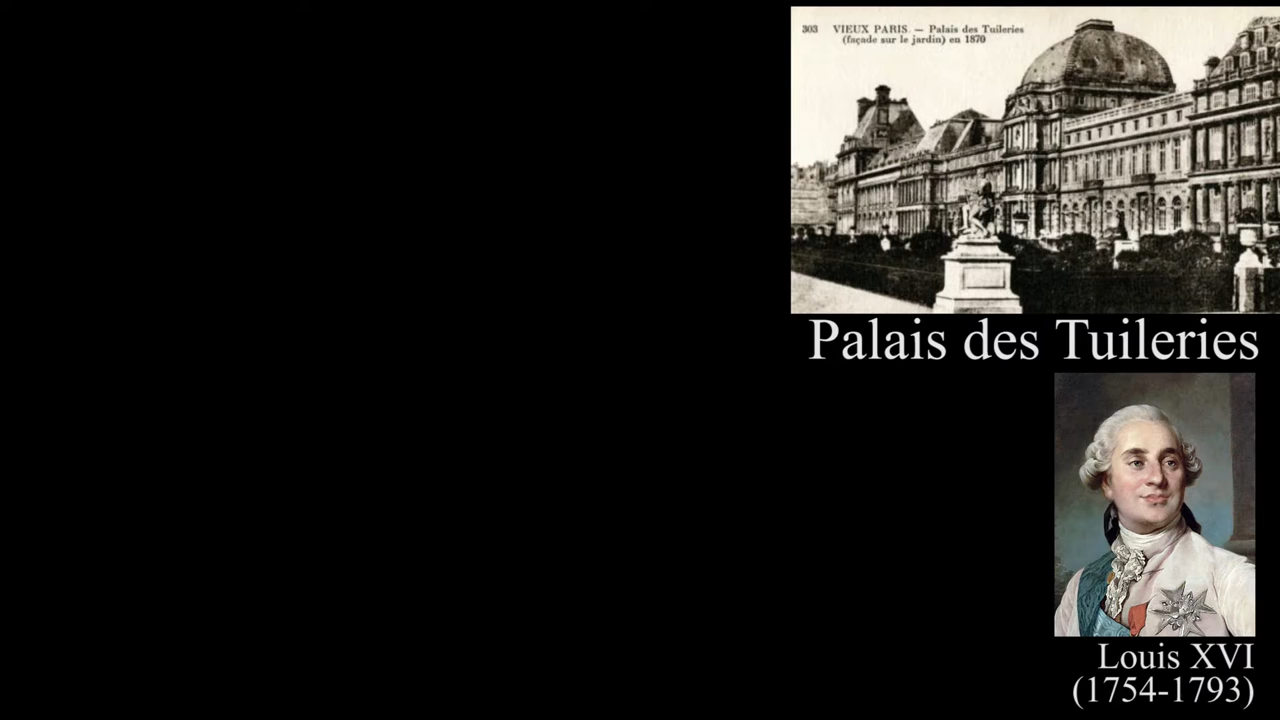 303 VIEUX PARIS. — Palais des Tuileries
(façade sur le jardin) en 1870
Palais des Tuileries
Louis XVI
(1754-1793)